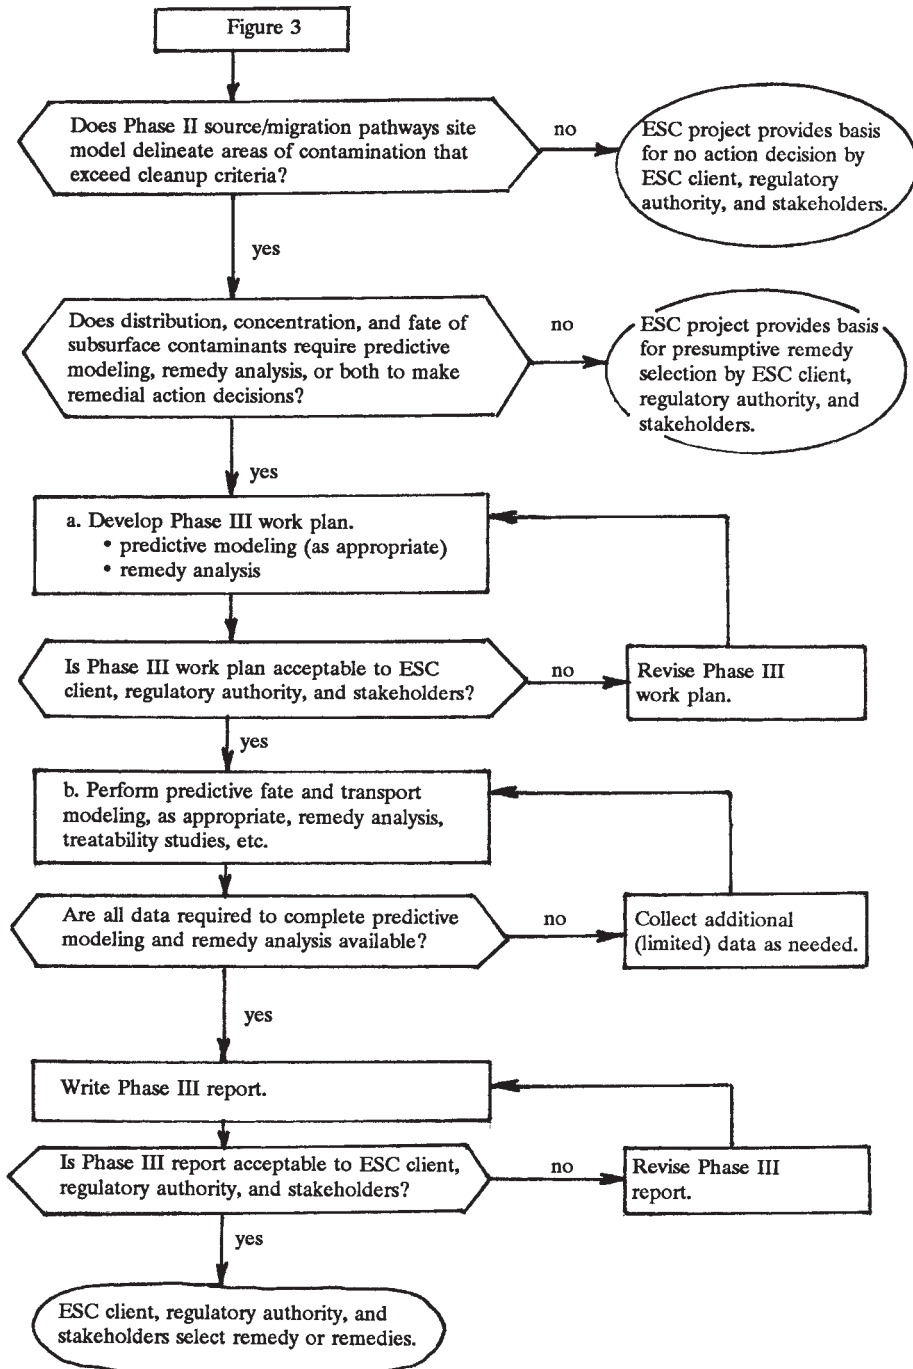 Figure 3
Does Phase II source/migration pathways site
model delineate areas of contamination that
exceed cleanup criteria?
no
ESC project provides basis
for no action decision by
ESC client, regulatory
authority, and stakeholders.
yes
Does distribution, concentration, and fate of
subsurface contaminants require predictive
modeling, remedy analysis, or both to make
remedial action decisions?
no
ESC project provides basis
for presumptive remedy
selection by ESC client,
regulatory authority, and
stakeholders.
yes
a. Develop Phase III work plan.
• predictive modeling (as appropriate)
• remedy analysis
Is Phase III work plan acceptable to ESC
client, regulatory authority, and stakeholders?
no
Revise Phase III
work plan.
yes
b. Perform predictive fate and transport
modeling, as appropriate, remedy analysis,
treatability studies, etc.
Are all data required to complete predictive
modeling and remedy analysis available?
no
Collect additional
(limited) data as needed.
yes
Write Phase III report.
Is Phase III report acceptable to ESC client,
regulatory authority, and stakeholders?
no
Revise Phase III
report.
yes
ESC client, regulatory authority, and
stakeholders select remedy or remedies.